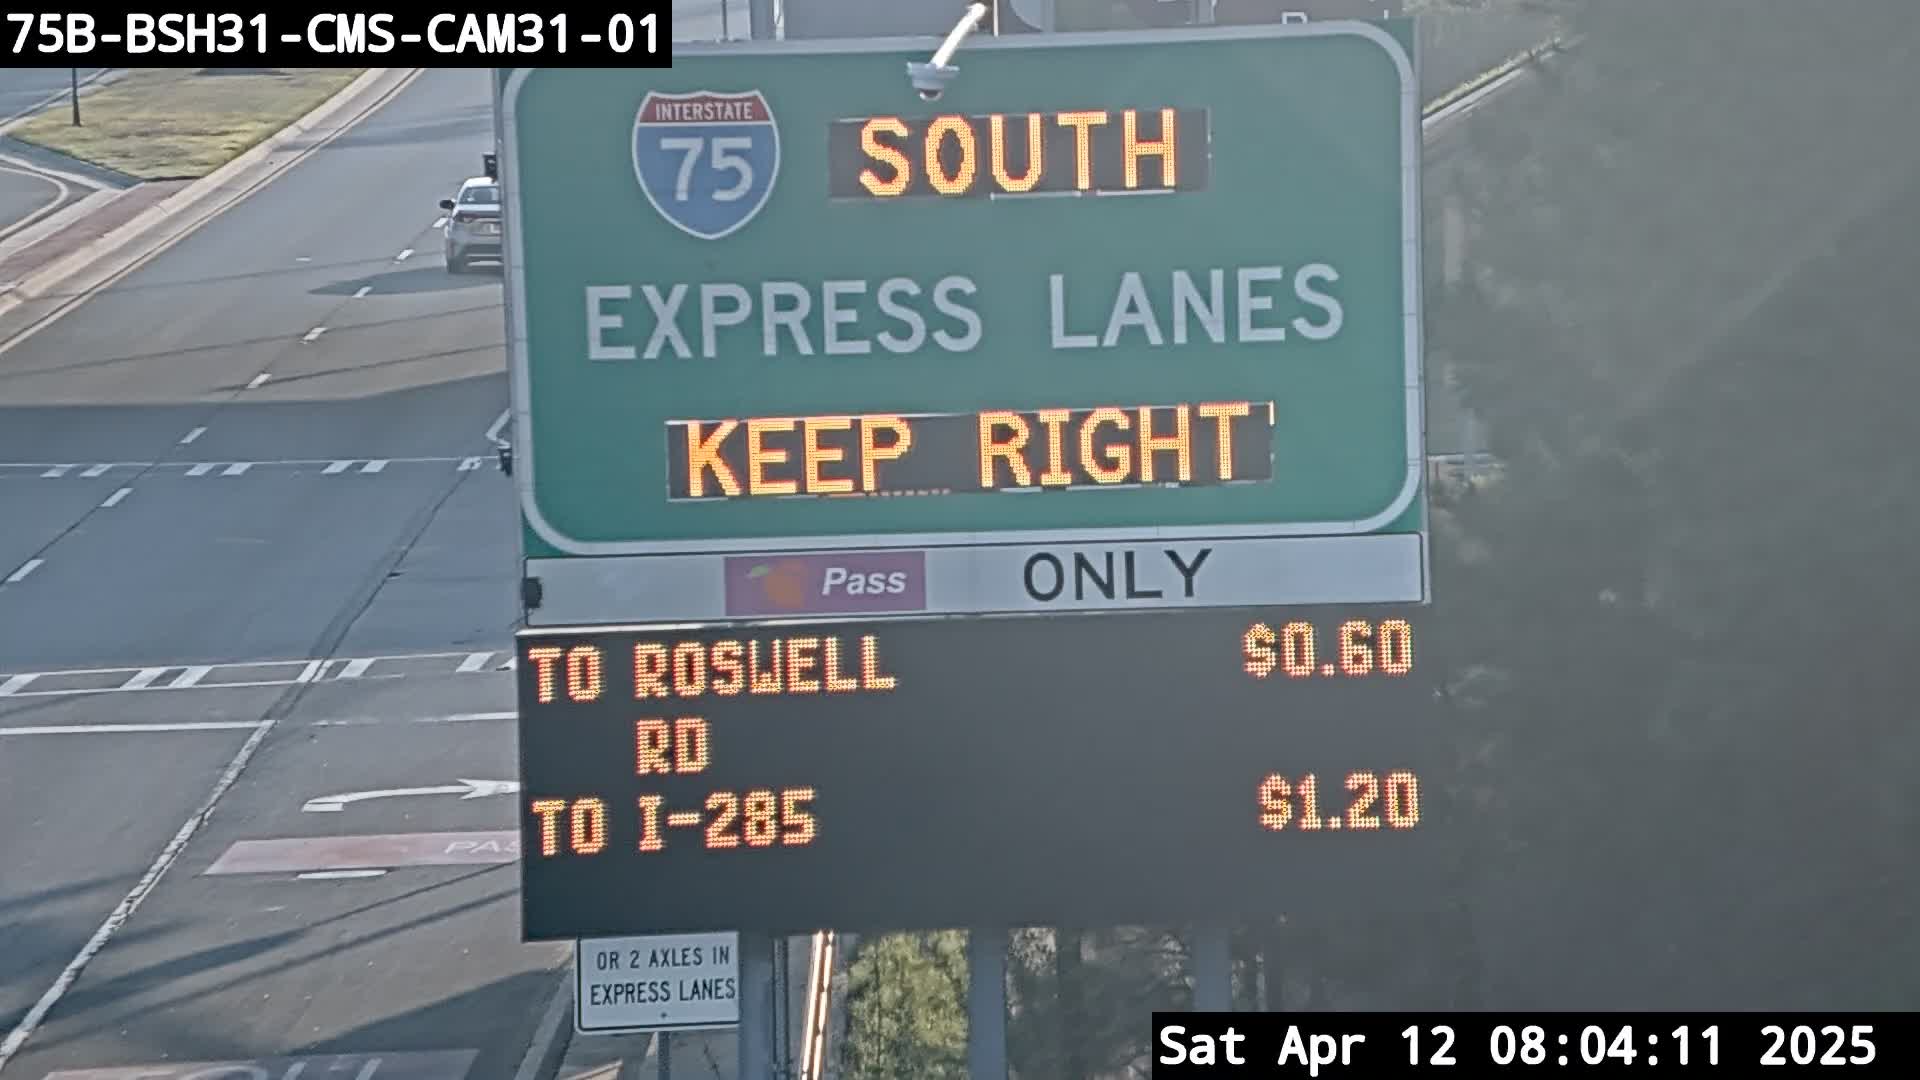 75B-BSH31-CMS-CAM31-01
INTERSTATE
75
SOUTH
EXPRESS LANES
KEEP RIGHT
Pass ONLY
TO ROSWELL $0.60
RD
TO I-285 $1.20
OR 2 AXLES IN
EXPRESS LANES
Sat Apr 12 08:04:11 2025